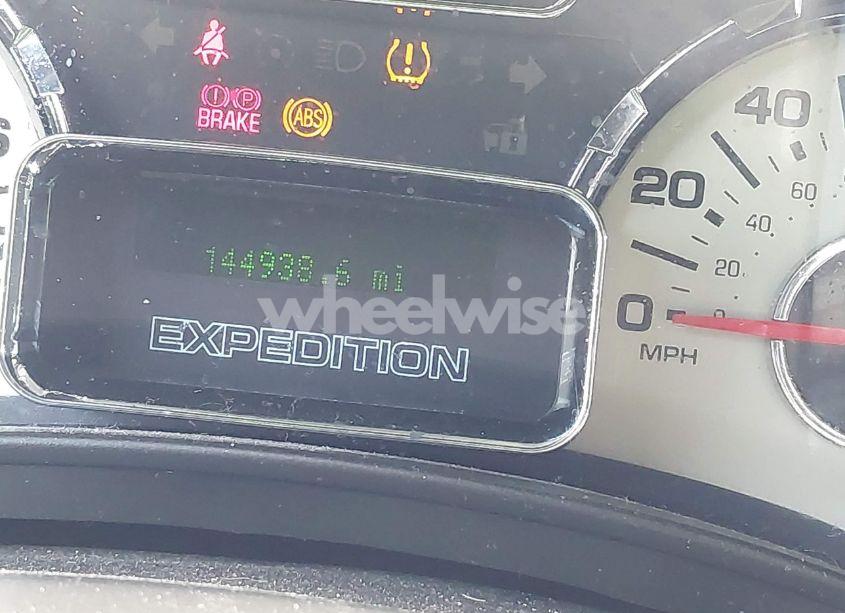 BRAKE
ABS
144938.6 mi
EXPEDITION
0
20
40
0
20
40
60
MPH
wheelwise